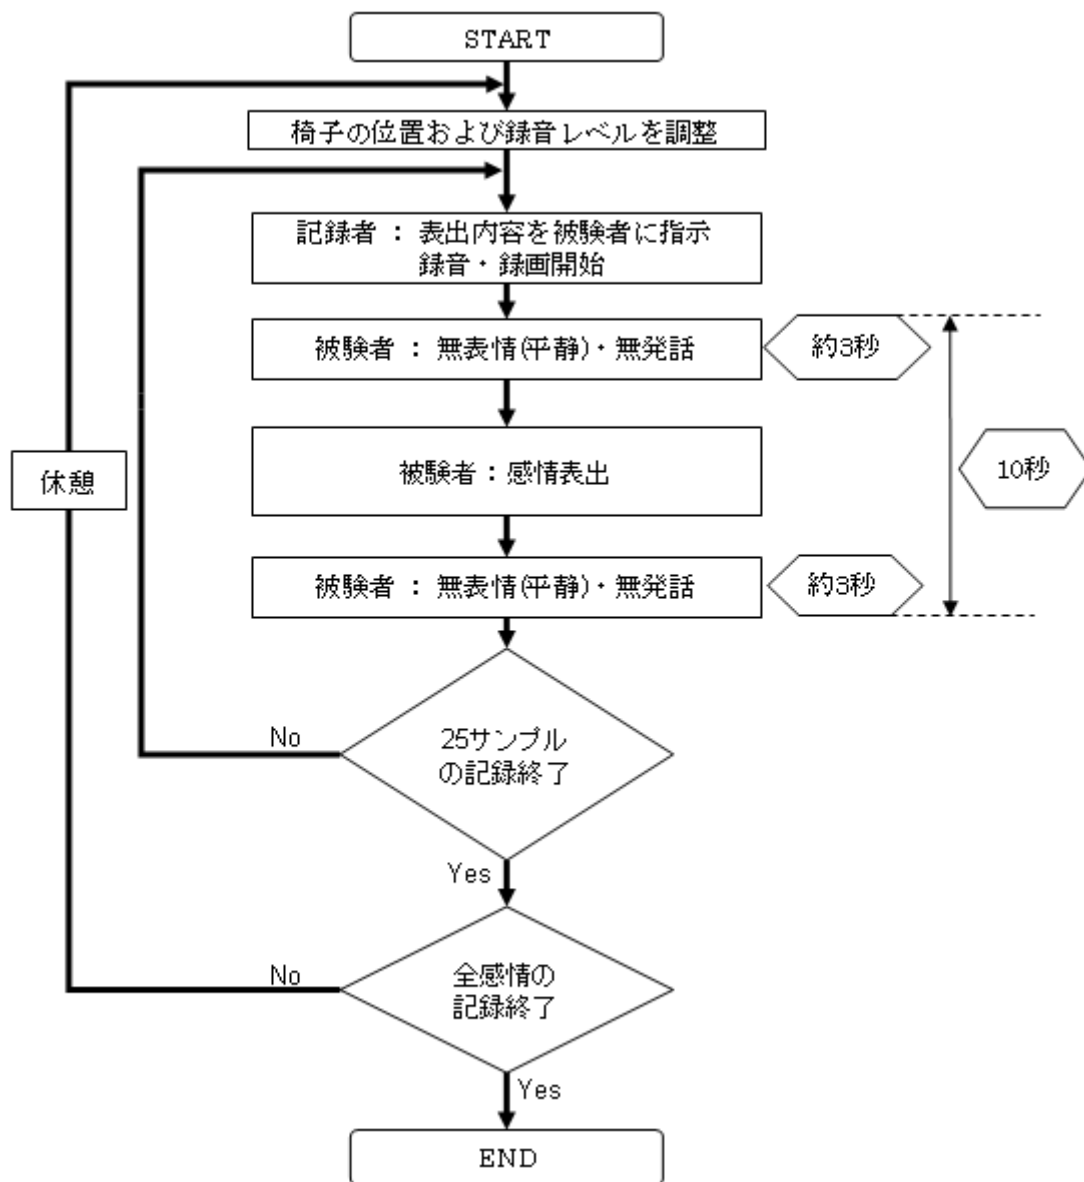 START
椅子の位置および録音レベルを調整
記録者 : 表出内容を被験者に指示
録音・録画開始
被験者 : 無表情(平静)・無発話
約3秒
休憩
被験者:感情表出
10秒
被験者 : 無表情(平静)・無発話
約3秒
No
25サンプル
の記録終了
Yes
No
全感情の
記録終了
Yes
END